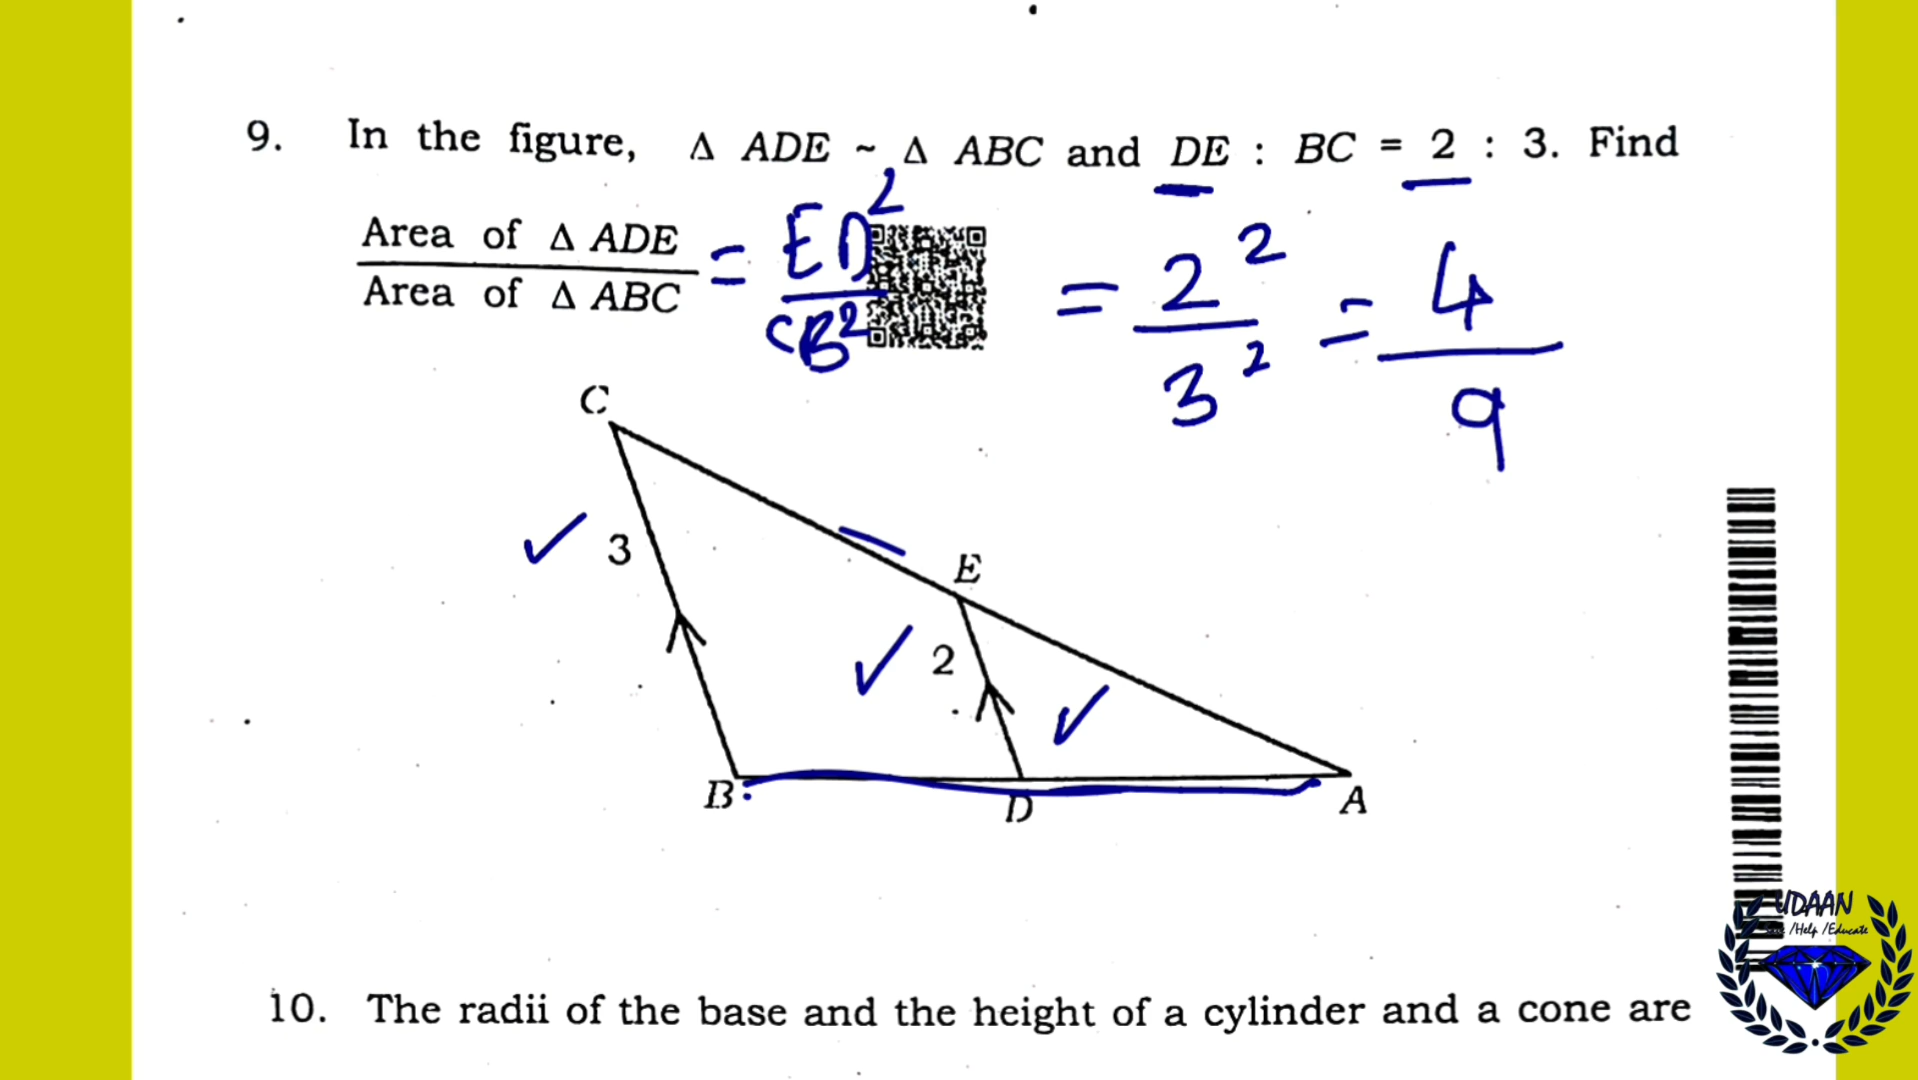 9. In the figure, Δ ADE ~ Δ ABC and DE : BC = 2 : 3. Find
Area of Δ ADE
Area of Δ ABC
= ED²
CB²
= 2²
3²
= 4
9
C
3
E
2
B
D
A
UDAAN
/Help /Educate
10. The radii of the base and the height of a cylinder and a cone are